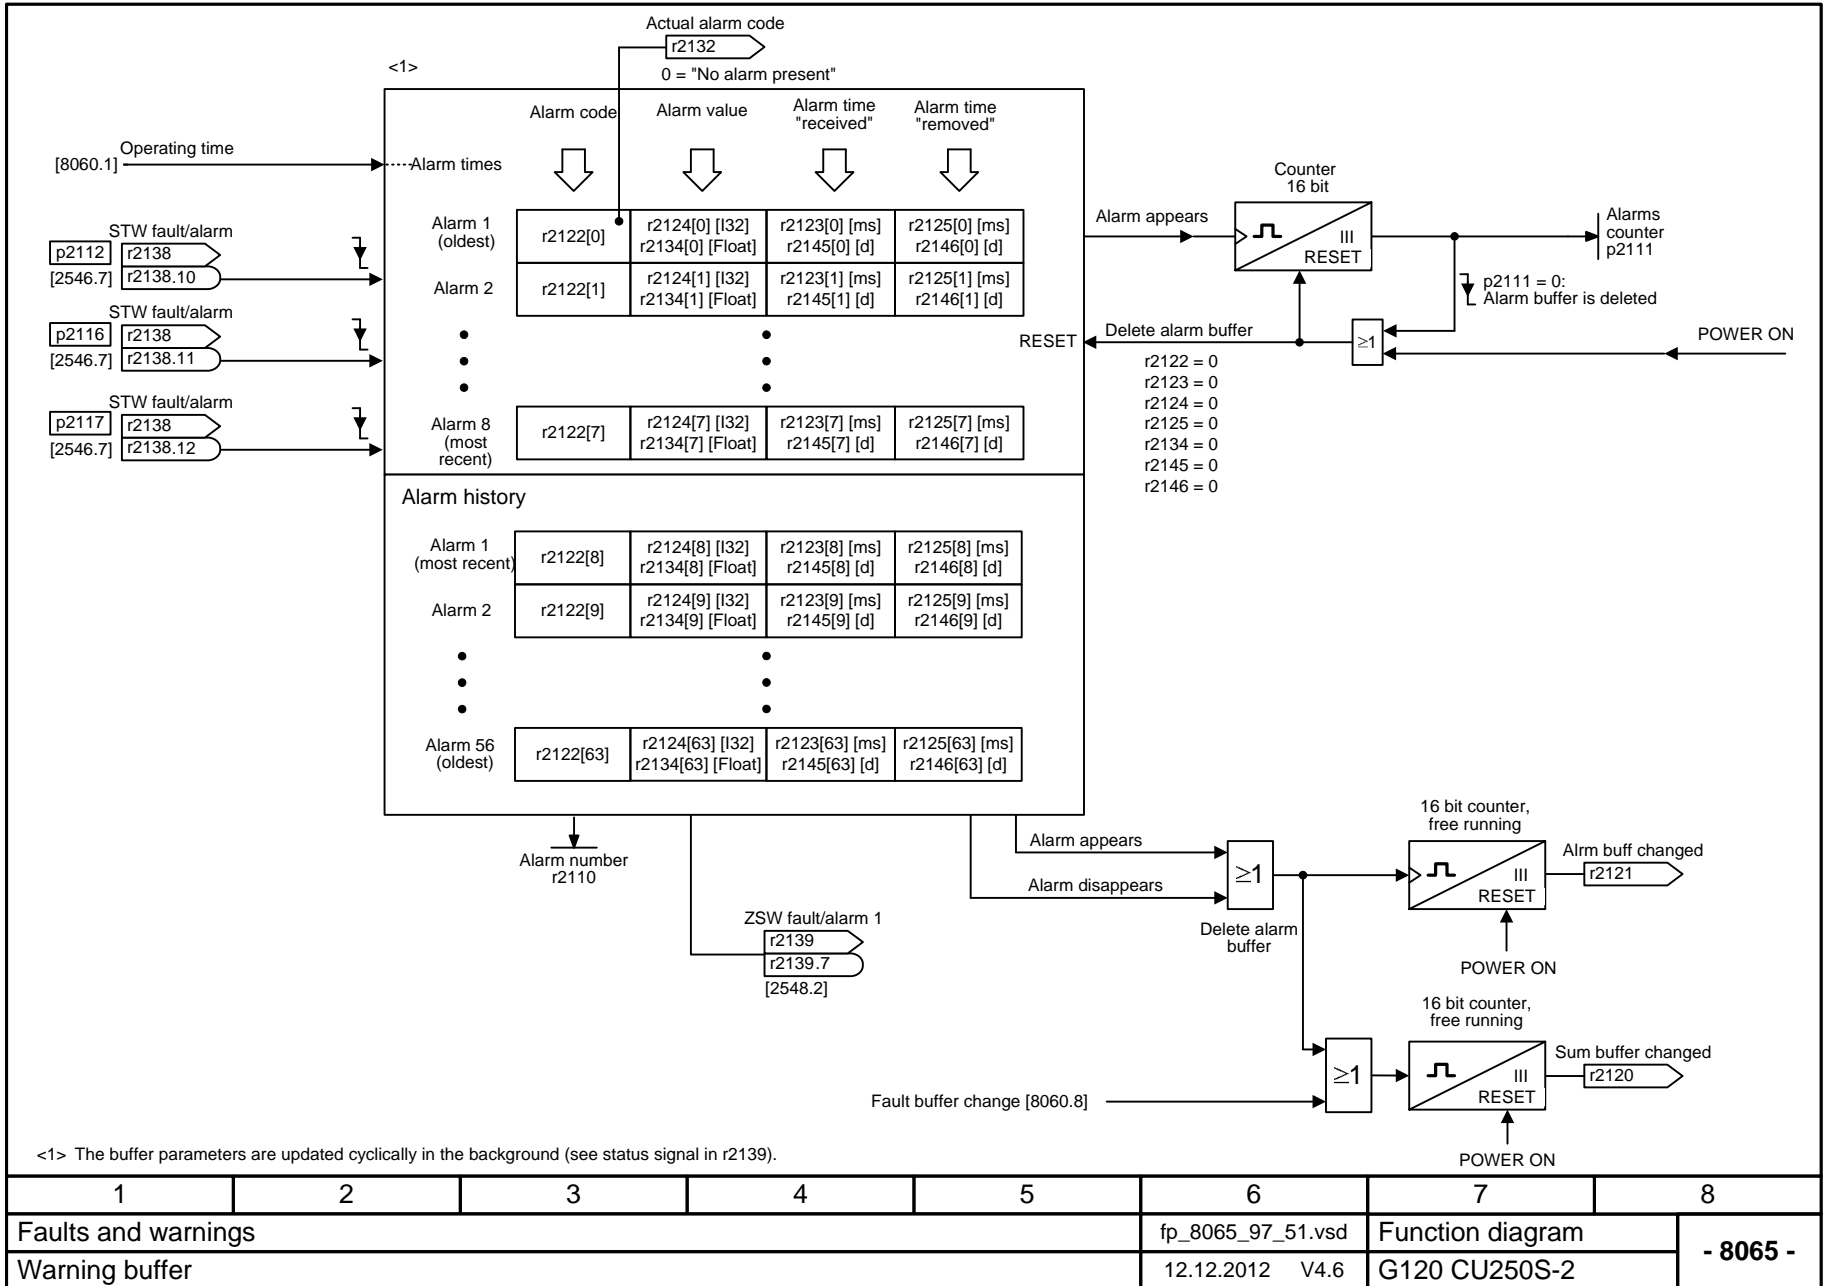 Actual alarm code
r2132
0 = "No alarm present"
<1>
Alarm code
Alarm value
Alarm time
"received"
Alarm time
"removed"
Operating time
[8060.1]
Alarm times
Alarm 1
(oldest)
r2122[0]
r2124[0] [I32]
r2134[0] [Float]
r2123[0] [ms]
r2145[0] [d]
r2125[0] [ms]
r2146[0] [d]
Alarm 2
r2122[1]
r2124[1] [I32]
r2134[1] [Float]
r2123[1] [ms]
r2145[1] [d]
r2125[1] [ms]
r2146[1] [d]
Alarm 8
(most
recent)
r2122[7]
r2124[7] [I32]
r2134[7] [Float]
r2123[7] [ms]
r2145[7] [d]
r2125[7] [ms]
r2146[7] [d]
STW fault/alarm
p2112
r2138
[2546.7]
r2138.10
STW fault/alarm
p2116
r2138
[2546.7]
r2138.11
STW fault/alarm
p2117
r2138
[2546.7]
r2138.12
RESET
Alarm appears
Counter
16 bit
III
RESET
Alarms
counter
p2111
p2111 = 0:
Alarm buffer is deleted
≥1
POWER ON
Delete alarm buffer
r2122 = 0
r2123 = 0
r2124 = 0
r2125 = 0
r2134 = 0
r2145 = 0
r2146 = 0
Alarm history
Alarm 1
(most recent)
r2122[8]
r2124[8] [I32]
r2134[8] [Float]
r2123[8] [ms]
r2145[8] [d]
r2125[8] [ms]
r2146[8] [d]
Alarm 2
r2122[9]
r2124[9] [I32]
r2134[9] [Float]
r2123[9] [ms]
r2145[9] [d]
r2125[9] [ms]
r2146[9] [d]
Alarm 56
(oldest)
r2122[63]
r2124[63] [I32]
r2134[63] [Float]
r2123[63] [ms]
r2145[63] [d]
r2125[63] [ms]
r2146[63] [d]
Alarm number
r2110
ZSW fault/alarm 1
r2139
r2139.7
[2548.2]
Alarm appears
Alarm disappears
≥1
Delete alarm
buffer
16 bit counter,
free running
III
RESET
Alrm buff changed
r2121
POWER ON
16 bit counter,
free running
≥1
III
RESET
Sum buffer changed
r2120
Fault buffer change [8060.8]
POWER ON
<1> The buffer parameters are updated cyclically in the background (see status signal in r2139).
1 2 3 4 5 6 7 8
Faults and warnings
fp_8065_97_51.vsd
Function diagram
- 8065 -
Warning buffer
12.12.2012 V4.6
G120 CU250S-2